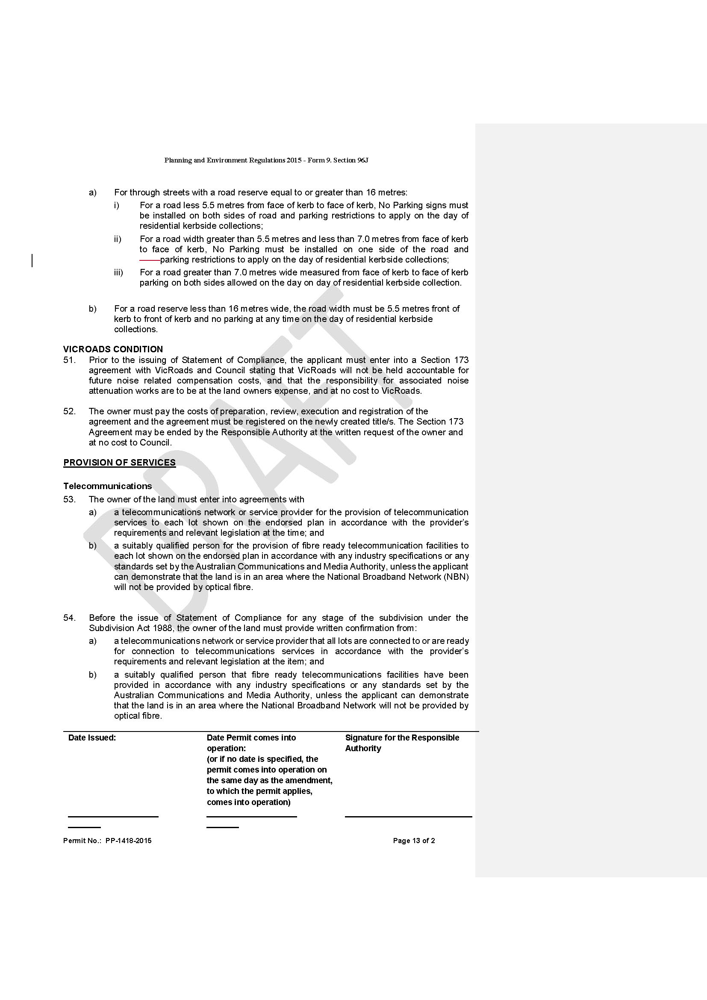 Planning and Environment Regulations 2015 - Form 9. Section 96J
a) For through streets with a road reserve equal to or greater than 16 metres:
i) For a road less 5.5 metres from face of kerb to face of kerb, No Parking signs must
be installed on both sides of road and parking restrictions to apply on the day of
residential kerbside collections;
ii) For a road width greater than 5.5 metres and less than 7.0 metres from face of kerb
to face of kerb, No Parking must be installed on one side of the road and
parking restrictions to apply on the day of residential kerbside collections;
iii) For a road greater than 7.0 metres wide measured from face of kerb to face of kerb
parking on both sides allowed on the day on day of residential kerbside collection.
b) For a road reserve less than 16 metres wide, the road width must be 5.5 metres front of
kerb to front of kerb and no parking at any time on the day of residential kerbside
collections.
VICROADS CONDITION
51. Prior to the issuing of Statement of Compliance, the applicant must enter into a Section 173
agreement with VicRoads and Council stating that VicRoads will not be held accountable for
future noise related compensation costs, and that the responsibility for associated noise
attenuation works are to be at the land owners expense, and at no cost to VicRoads.
52. The owner must pay the costs of preparation, review, execution and registration of the
agreement and the agreement must be registered on the newly created title/s. The Section 173
Agreement may be ended by the Responsible Authority at the written request of the owner and
at no cost to Council.
PROVISION OF SERVICES
Telecommunications
53. The owner of the land must enter into agreements with
a) a telecommunications network or service provider for the provision of telecommunication
services to each lot shown on the endorsed plan in accordance with the provider's
requirements and relevant legislation at the time; and
b) a suitably qualified person for the provision of fibre ready telecommunication facilities to
each lot shown on the endorsed plan in accordance with any industry specifications or any
standards set by the Australian Communications and Media Authority, unless the applicant
can demonstrate that the land is in an area where the National Broadband Network (NBN)
will not be provided by optical fibre.
54. Before the issue of Statement of Compliance for any stage of the subdivision under the
Subdivision Act 1988, the owner of the land must provide written confirmation from:
a) a telecommunications network or service provider that all lots are connected to or are ready
for connection to telecommunications services in accordance with the provider's
requirements and relevant legislation at the item; and
b) a suitably qualified person that fibre ready telecommunications facilities have been
provided in accordance with any industry specifications or any standards set by the
Australian Communications and Media Authority, unless the applicant can demonstrate
that the land is in an area where the National Broadband Network will not be provided by
optical fibre.
DRAFT
Date Issued:
Date Permit comes into
operation:
(or if no date is specified, the
permit comes into operation on
the same day as the amendment,
to which the permit applies,
comes into operation)
Signature for the Responsible
Authority
Permit No.: PP-1418-2015
Page 13 of 2